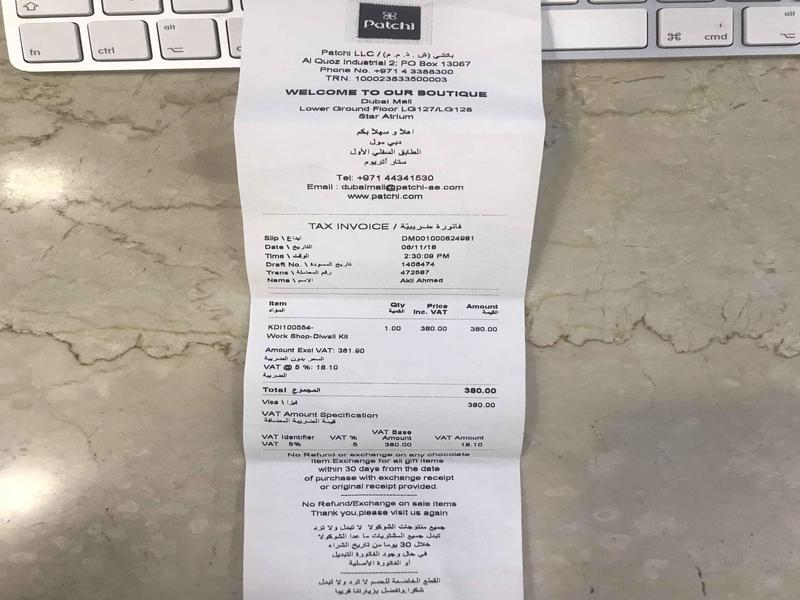 fn
ctrl
alt
⌥
⌘
cmd
alt
⌥
Patchi
Patchi LLC / (باتشي (ش . ذ . م . م
Al Quoz Industrial 2: PO Box 13067
Phone No. +971 4 3388300
TRN: 100023833500003
WELCOME TO OUR BOUTIQUE
Dubai Mall
Lower Ground Floor LG127/LG128
Star Atrium
اهلا و سهلا بكم
دبي مول
الطابق السفلي الأول
ستار أتريوم
Tel: +971 44341530
Email : dubaimall@patchi-ae.com
www.patchi.com
TAX INVOICE / فاتورة ضريبيّة
Slip \ ايداع DM001000624981
Date \ التاريخ 06/11/18
Time \ الوقت 2:30:09 PM
Draft No. \ تاريخ المسودة 1406474
Trans \ رقم المعاملة 472687
Name \ الاسم Akil Ahmed
Item Qty Price Amount
المواد الكمية Inc. VAT القيمة
KDI100554- 1.00 380.00 380.00
Work Shop-Diwali Kit
Amount Excl VAT: 361.90
السعر بدون الضريبة
VAT @ 5 %: 18.10
الضريبة
Total المجموع 380.00
Visa \ فيزا 380.00
VAT Amount Specification
قيمة الضريبة المضافة
VAT Base
VAT Identifier VAT % Amount VAT Amount
VAT 5% 5 380.00 18.10
No Refund or exchange on any chocolate
item.Exchange for all gift items
within 30 days from the date
of purchase with exchange receipt
or original receipt provided.
No Refund/Exchange on sale items
Thank you,please visit us again
جميع منتوجات الشوكولا لا تبدل ولا ترد
تبدل جميع المشتريات ما عدا الشوكولا
خلال 30 يوما من تاريخ الشراء
في حال وجود الفاتورة التبديل
أو الفاتورة الأصلية
القطع الخاضعة للحسم لا ترد ولا تبدل
شكرا,وتفضل بزيارتنا قريبا